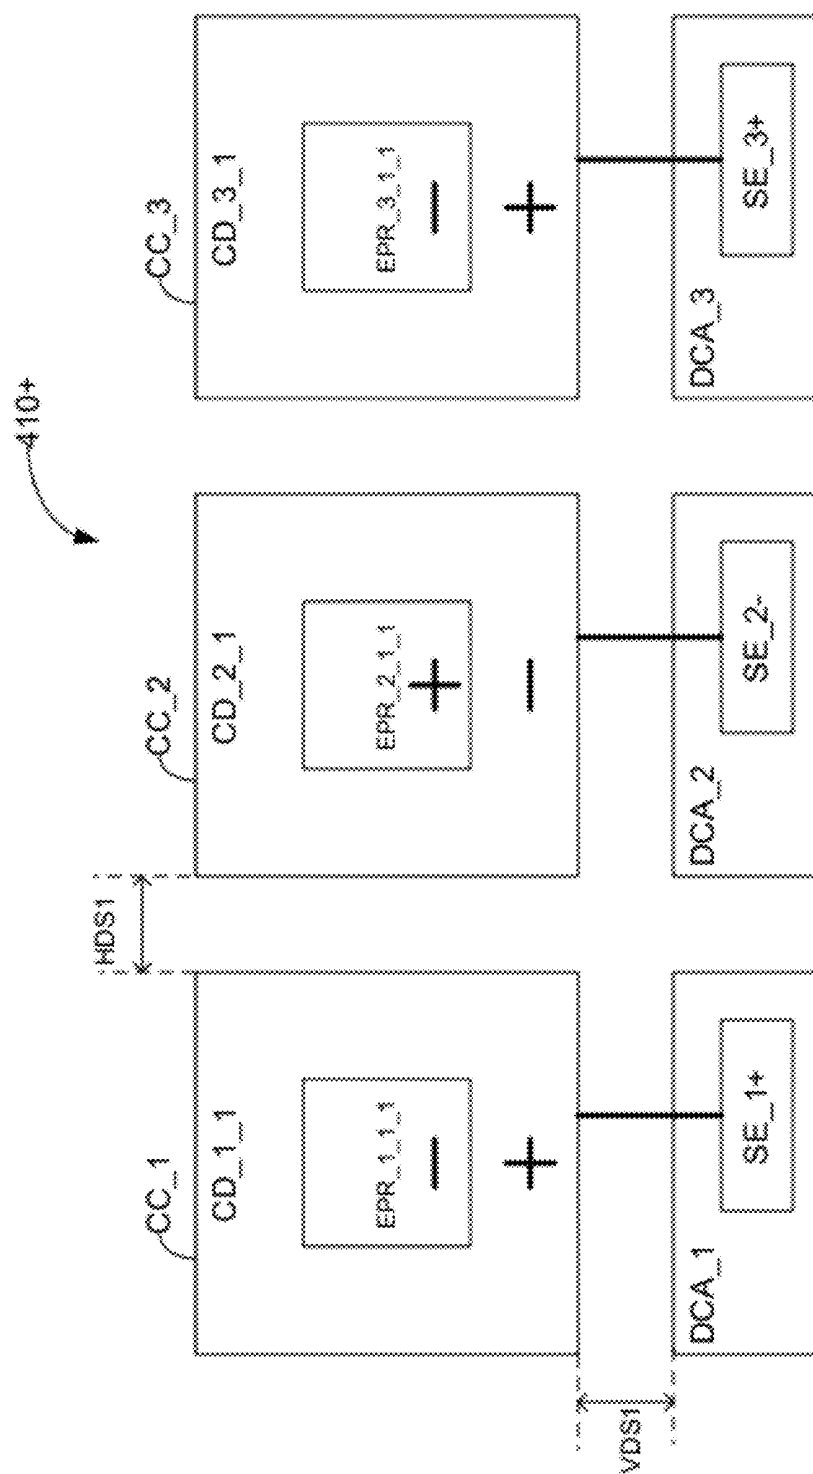 410+
HDS1
CC_1
CC_2
CC_3
CD_1_1
CD_2_1
CD_3_1
EPR_1_1_1
EPR_2_1_1
EPR_3_1_1
−
+
−
+
−
+
VDS1
DCA_1
DCA_2
DCA_3
SE_1+
SE_2-
SE_3+